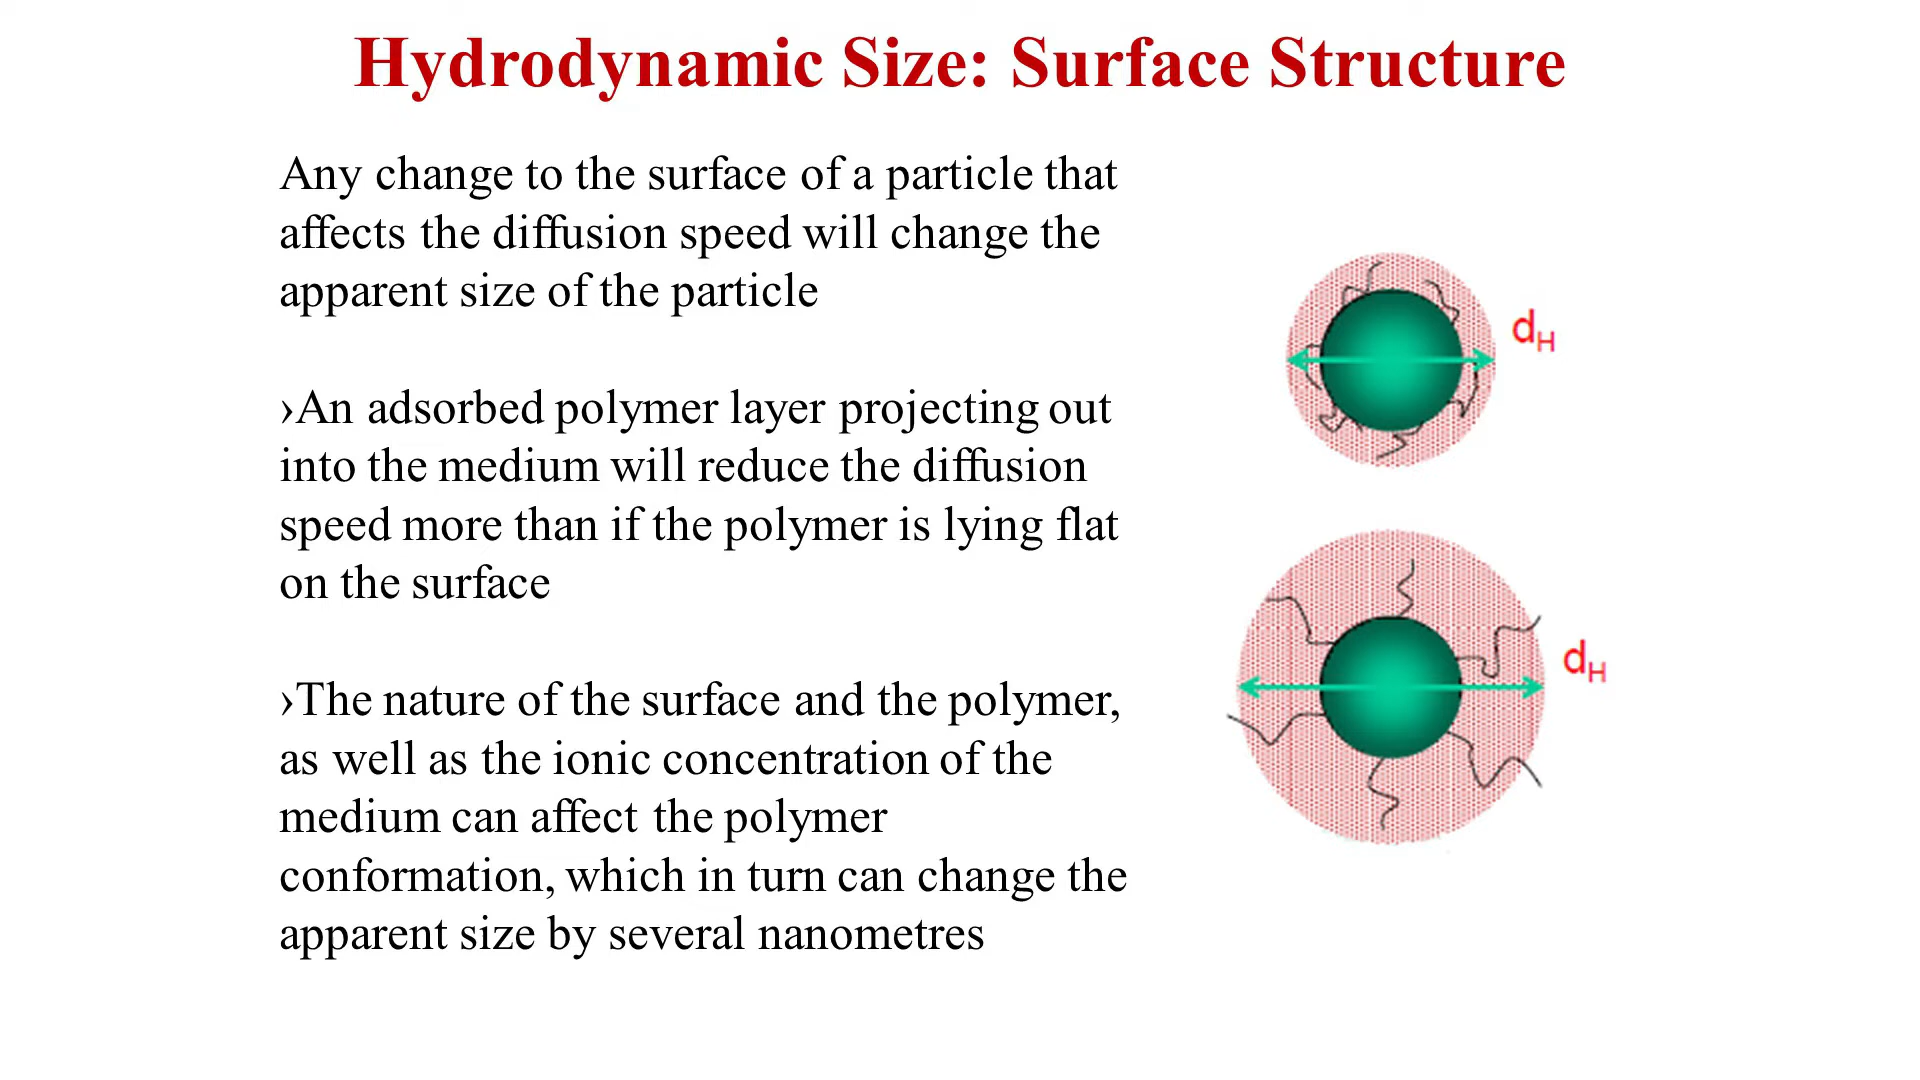 Hydrodynamic Size: Surface Structure
Any change to the surface of a particle that
affects the diffusion speed will change the
apparent size of the particle
›An adsorbed polymer layer projecting out
into the medium will reduce the diffusion
speed more than if the polymer is lying flat
on the surface
›The nature of the surface and the polymer,
as well as the ionic concentration of the
medium can affect the polymer
conformation, which in turn can change the
apparent size by several nanometres
dH
dH